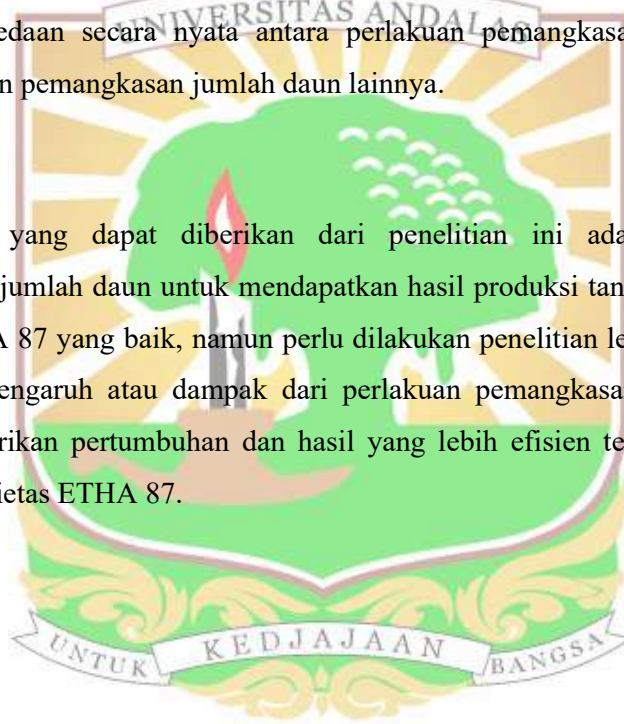 UNIVERSITAS ANDALAS
edaan secara nyata antara perlakuan pemangkasa
n pemangkasan jumlah daun lainnya.
yang dapat diberikan dari penelitian ini ada
jumlah daun untuk mendapatkan hasil produksi tan
A 87 yang baik, namun perlu dilakukan penelitian le
engaruh atau dampak dari perlakuan pemangkasa
rikan pertumbuhan dan hasil yang lebih efisien te
ietas ETHA 87.
UNTUK KEDJAJAAN BANGSA